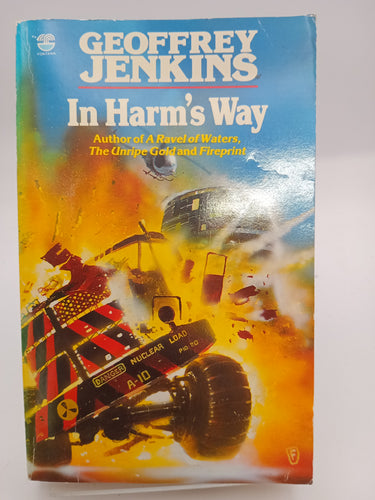 FONTANA
GEOFFREY
JENKINS
In Harm's Way
Author of A Ravel of Waters,
The Unripe Gold and Fireprint
DANGER NUCLEAR LOAD
A-10